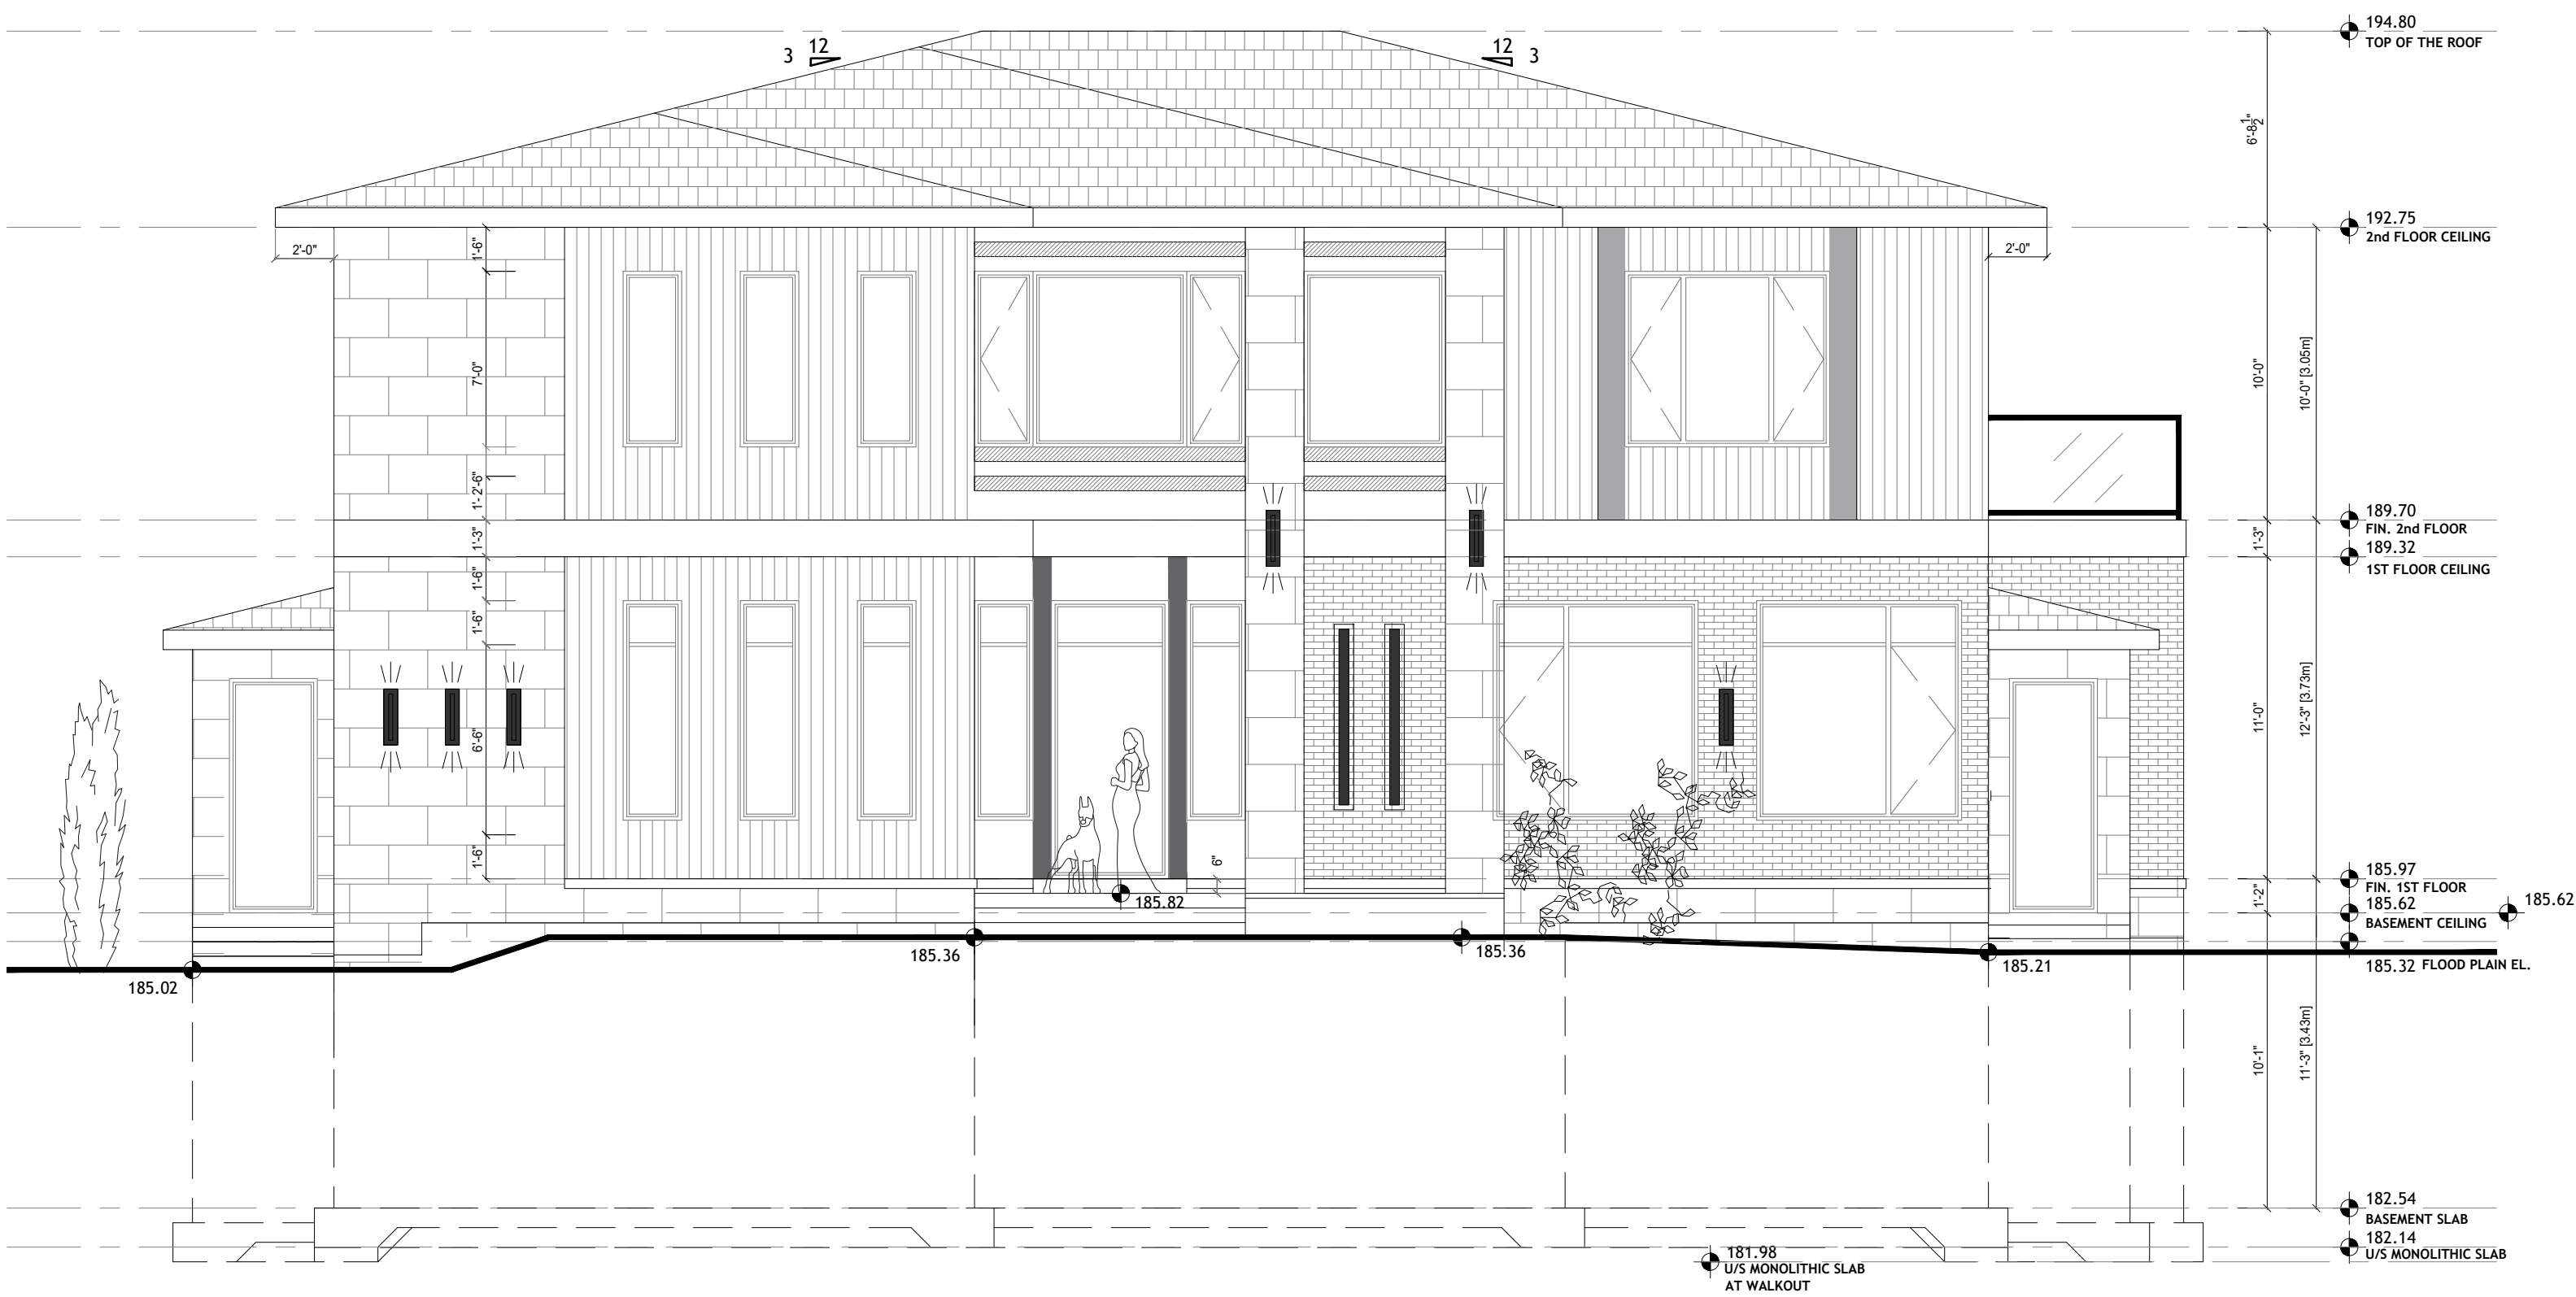 194.80
TOP OF THE ROOF
3 12
12 3
6'-8 1/2"
192.75
2nd FLOOR CEILING
2'-0"
1'-6"
2'-0"
7'-0"
10'-0"
10'-0" [3.05m]
1'- 2'-6"
189.70
FIN. 2nd FLOOR
1'-3"
1'-3"
189.32
1ST FLOOR CEILING
1'-6"
1'-6"
6'-6"
11'-0"
12'-3" [3.73m]
1'-6"
6"
185.97
FIN. 1ST FLOOR
185.82
1'-2"
185.62
BASEMENT CEILING
185.62
185.36
185.36
185.21
185.32 FLOOD PLAIN EL.
185.02
10'-1"
11'-3" [3.43m]
182.54
BASEMENT SLAB
182.14
U/S MONOLITHIC SLAB
181.98
U/S MONOLITHIC SLAB
AT WALKOUT